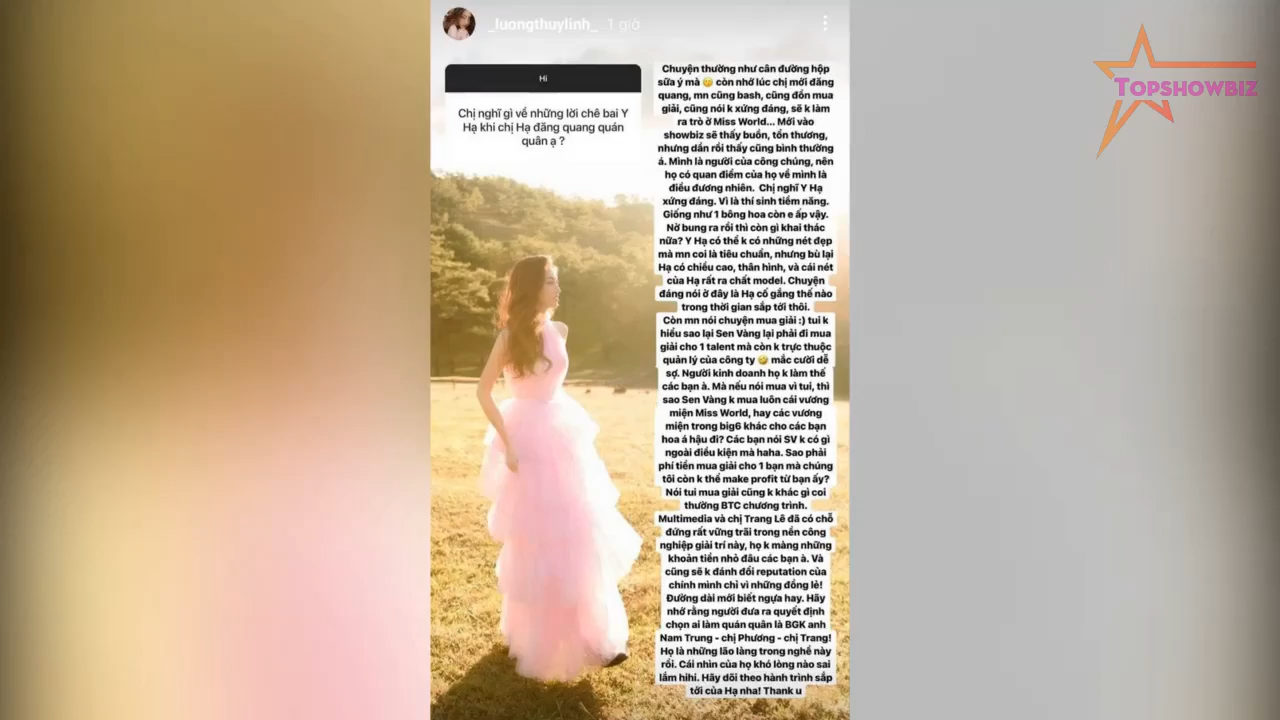 _luongthuylinh_ 1 giờ
TOPSHOWBIZ
Hi
Chị nghĩ gì về những lời chê bai Y
Hạ khi chị Hạ đăng quang quán
quân ạ ?
Chuyện thường như cân đường hộp
sữa ý mà 🤭 còn nhớ lúc chị mới đăng
quang, mn cũng bash, cũng đồn mua
giải, cũng nói k xứng đáng, sẽ k làm
ra trò ở Miss World... Mới vào
showbiz sẽ thấy buồn, tổn thương,
nhưng dần rồi thấy cũng bình thường
á. Mình là người của công chúng, nên
họ có quan điểm của họ về mình là
điều đương nhiên. Chị nghĩ Y Hạ
xứng đáng. Vì là thí sinh tiềm năng.
Giống như 1 bông hoa còn e ấp vậy.
Nở bung ra rồi thì còn gì khai thác
nữa? Y Hạ có thể k có những nét đẹp
mà mn coi là tiêu chuẩn, nhưng bù lại
Hạ có chiều cao, thân hình, và cái nét
của Hạ rất ra chất model. Chuyện
đáng nói ở đây là Hạ cố gắng thế nào
trong thời gian sắp tới thôi.
Còn mn nói chuyện mua giải :) tui k
hiểu sao lại Sen Vàng lại phải đi mua
giải cho 1 talent mà còn k trực thuộc
quản lý của công ty 🤣 mắc cười dễ
sợ. Người kinh doanh họ k làm thế
các bạn à. Mà nếu nói mua vì tui, thì
sao Sen Vàng k mua luôn cái vương
miện Miss World, hay các vương
miện trong big6 khác cho các bạn
hoa á hậu đi? Các bạn nói SV k có gì
ngoài điều kiện mà haha. Sao phải
phí tiền mua giải cho 1 bạn mà chúng
tôi còn k thể make profit từ bạn ấy?
Nói tui mua giải cũng k khác gì coi
thường BTC chương trình.
Multimedia và chị Trang Lê đã có chỗ
đứng rất vững trãi trong nền công
nghiệp giải trí này, họ k màng những
khoản tiền nhỏ đâu các bạn à. Và
cũng sẽ k đánh đổi reputation của
chính mình chỉ vì những đồng lẻ!
Đường dài mới biết ngựa hay. Hãy
nhớ rằng người đưa ra quyết định
chọn ai làm quán quân là BGK anh
Nam Trung - chị Phương - chị Trang!
Họ là những lão làng trong nghề này
rồi. Cái nhìn của họ khó lòng nào sai
lắm hihi. Hãy dõi theo hành trình sắp
tới của Hạ nha! Thank u